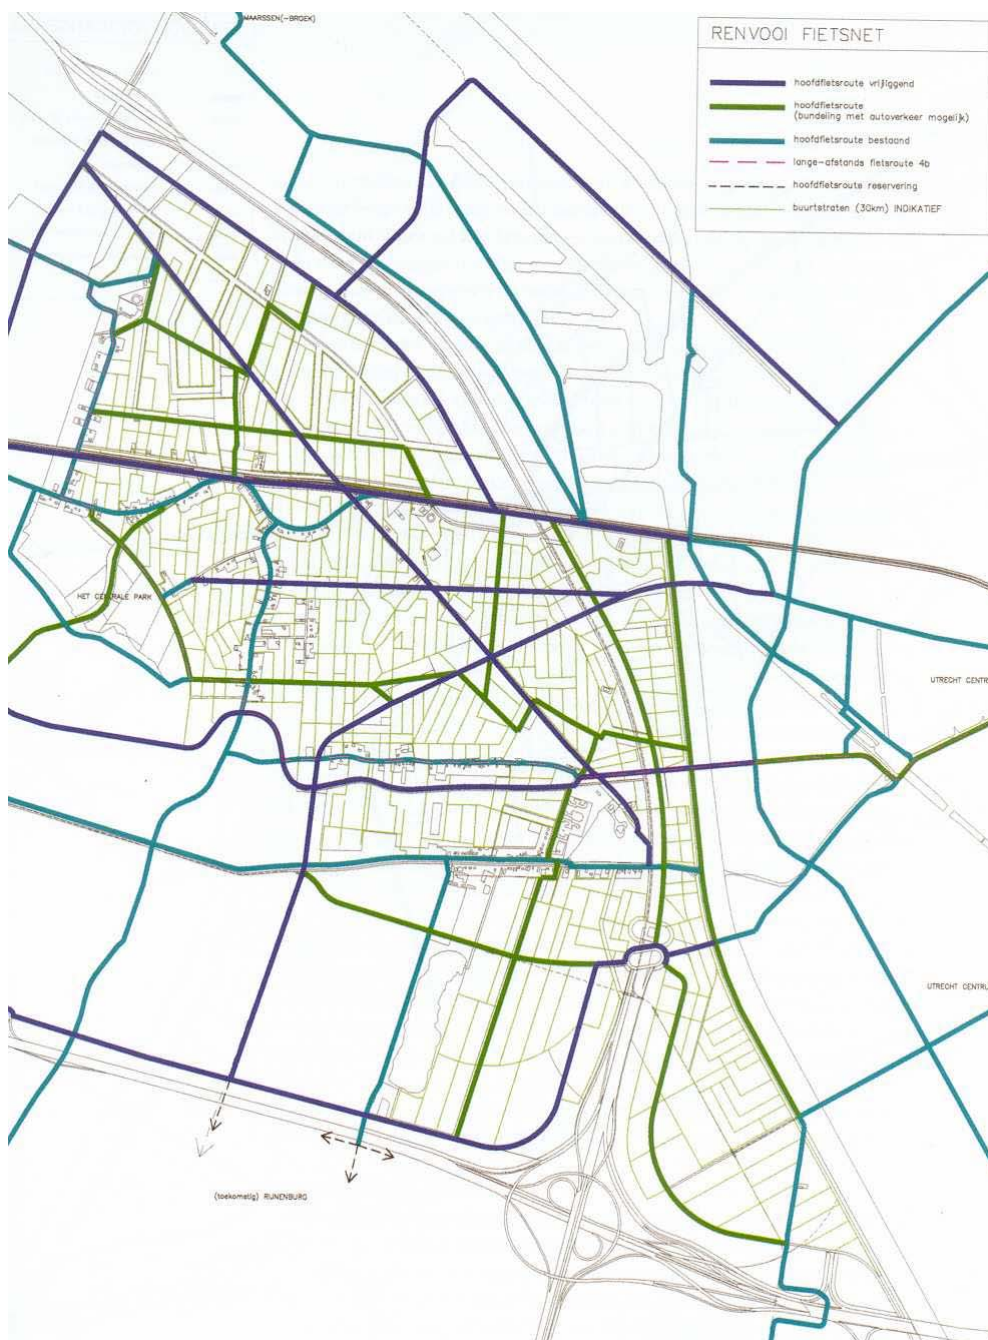 MAARSSEN(-BROEK)
RENVOOI FIETSNET
hoofdfietsroute vrijliggend
hoofdfietsroute
(bundeling met autoverkeer mogelijk)
hoofdfietsroute bestaand
lange-afstands fietsroute 4b
hoofdfietsroute reservering
buurtstraten (30km) INDIKATIEF
HET CENTRALE PARK
UTRECHT CENTR
UTRECHT CENTRU
(toekomstig) RIJNENBURG